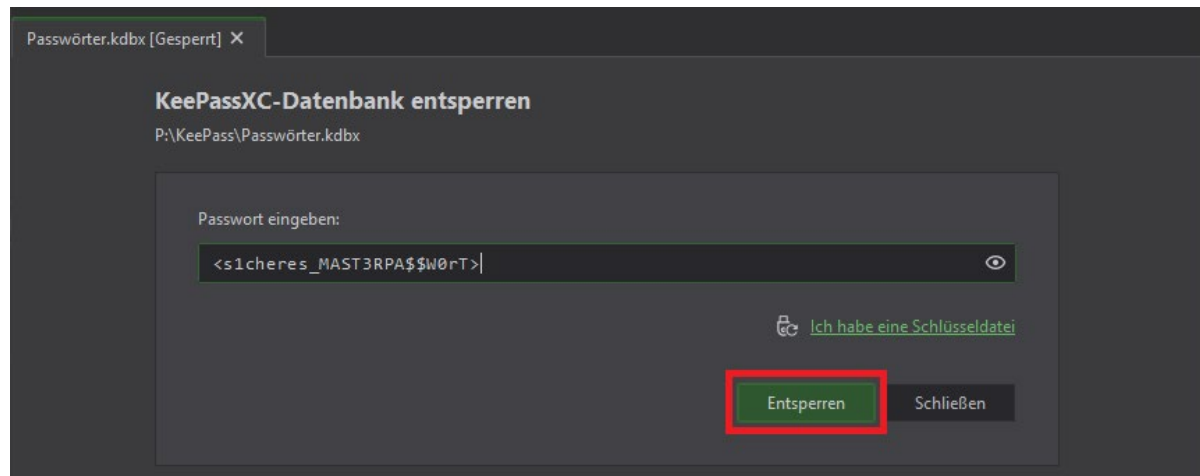 Passwörter.kdbx [Gesperrt] ✕
KeePassXC-Datenbank entsperren
P:\KeePass\Passwörter.kdbx
Passwort eingeben:
<s1cheres_MAST3RPA$$W0rT>
Ich habe eine Schlüsseldatei
Entsperren Schließen